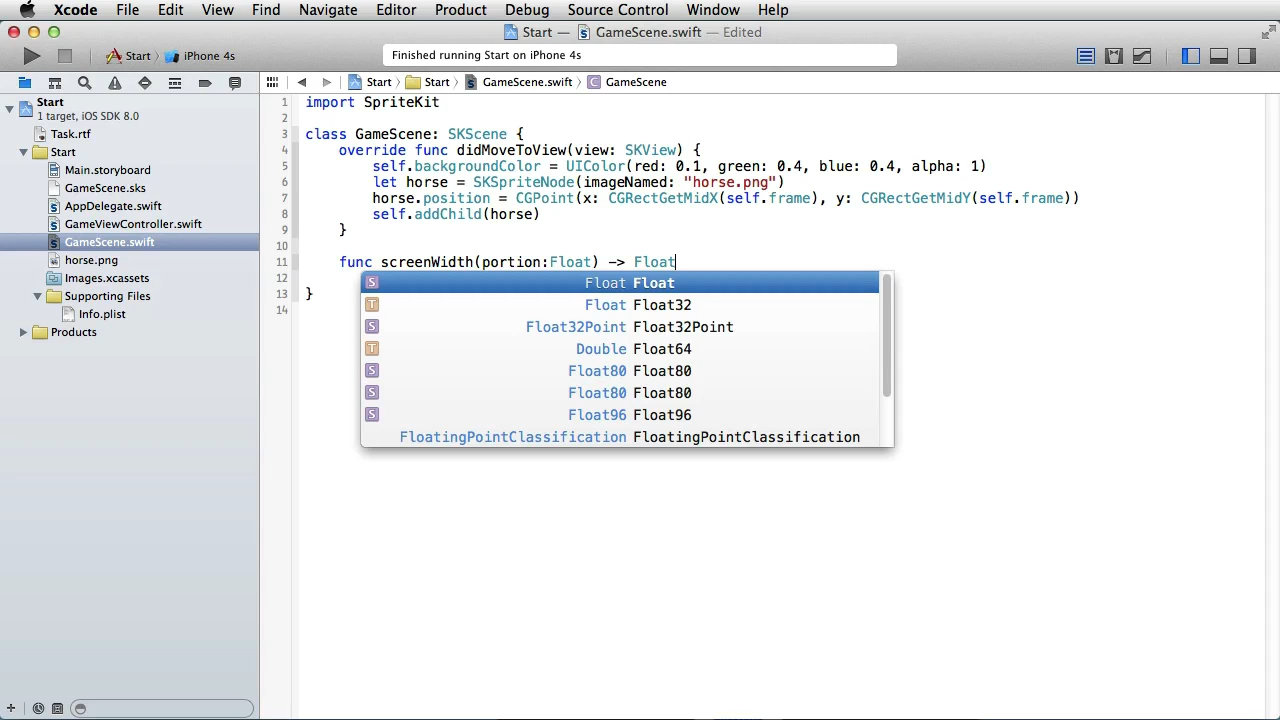 Xcode File Edit View Find Navigate Editor Product Debug Source Control Window Help
Start — GameScene.swift — Edited
Start iPhone 4s
Finished running Start on iPhone 4s
Start Start GameScene.swift GameScene
Start
1 target, iOS SDK 8.0
Task.rtf
Start
Main.storyboard
GameScene.sks
AppDelegate.swift
GameViewController.swift
GameScene.swift
horse.png
Images.xcassets
Supporting Files
Info.plist
Products
1 import SpriteKit
2
3 class GameScene: SKScene {
4 override func didMoveToView(view: SKView) {
5 self.backgroundColor = UIColor(red: 0.1, green: 0.4, blue: 0.4, alpha: 1)
6 let horse = SKSpriteNode(imageNamed: "horse.png")
7 horse.position = CGPoint(x: CGRectGetMidX(self.frame), y: CGRectGetMidY(self.frame))
8 self.addChild(horse)
9 }
10
11 func screenWidth(portion:Float) -> Float
12
13 }
14
S Float Float
T Float Float32
S Float32Point Float32Point
T Double Float64
S Float80 Float80
S Float80 Float80
S Float96 Float96
FloatingPointClassification FloatingPointClassification